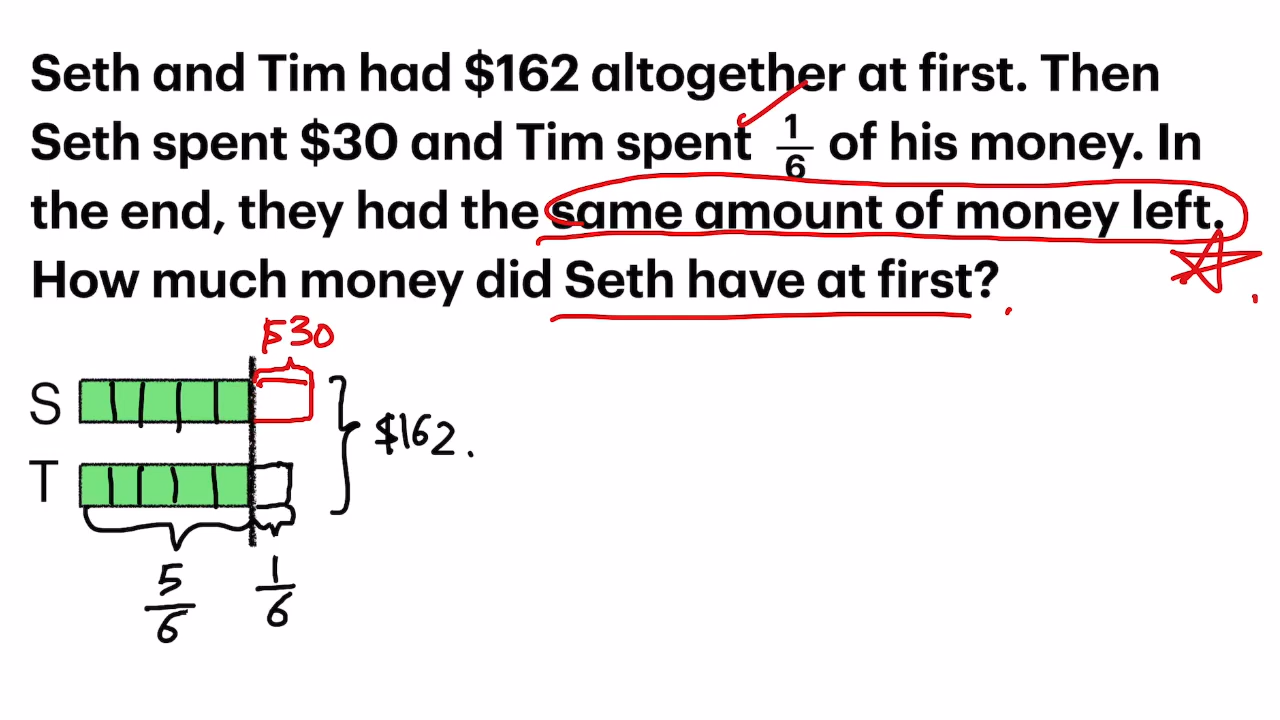 Seth and Tim had $162 altogether at first. Then
Seth spent $30 and Tim spent 1/6 of his money. In
the end, they had the same amount of money left.
How much money did Seth have at first?
$30
S
$162.
T
5/6 1/6